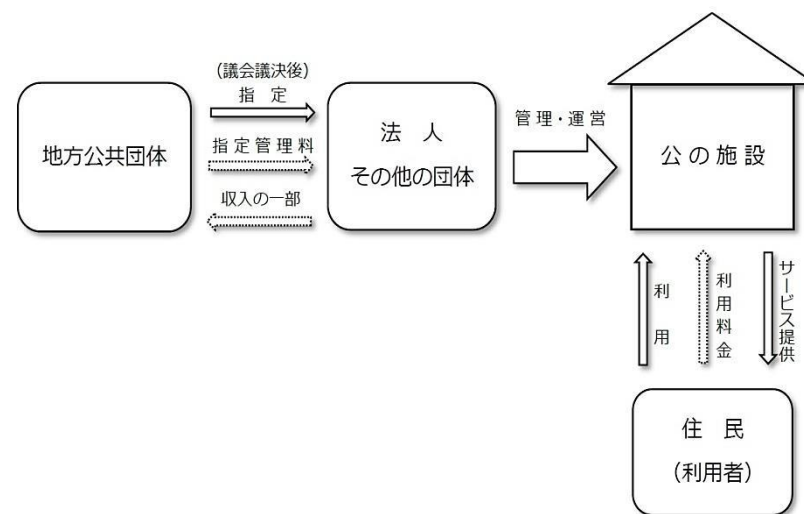 地方公共団体
(議会議決後)
指 定
指 定 管 理 料
収入の一部
法 人
その他の団体
管 理・運 営
公 の 施 設
利 用
利 用 料 金
サービス提供
住 民
(利用者)